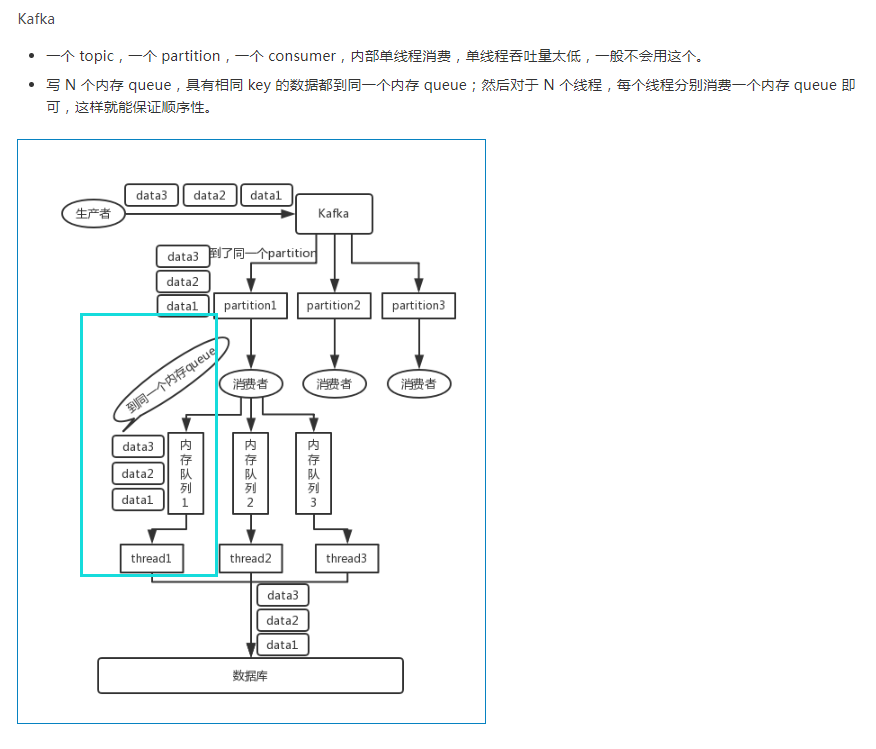 Kafka
一个 topic，一个 partition，一个 consumer，内部单线程消费，单线程吞吐量太低，一般不会用这个。
写 N 个内存 queue，具有相同 key 的数据都到同一个内存 queue；然后对于 N 个线程，每个线程分别消费一个内存 queue 即
可，这样就能保证顺序性。
data3 data2 data1
生产者
Kafka
到了同一个partition
data3
data2
data1
partition1 partition2 partition3
到同一个内存queue
消费者 消费者 消费者
data3
data2
data1
内存队列1
内存队列2
内存队列3
thread1 thread2 thread3
data3
data2
data1
数据库